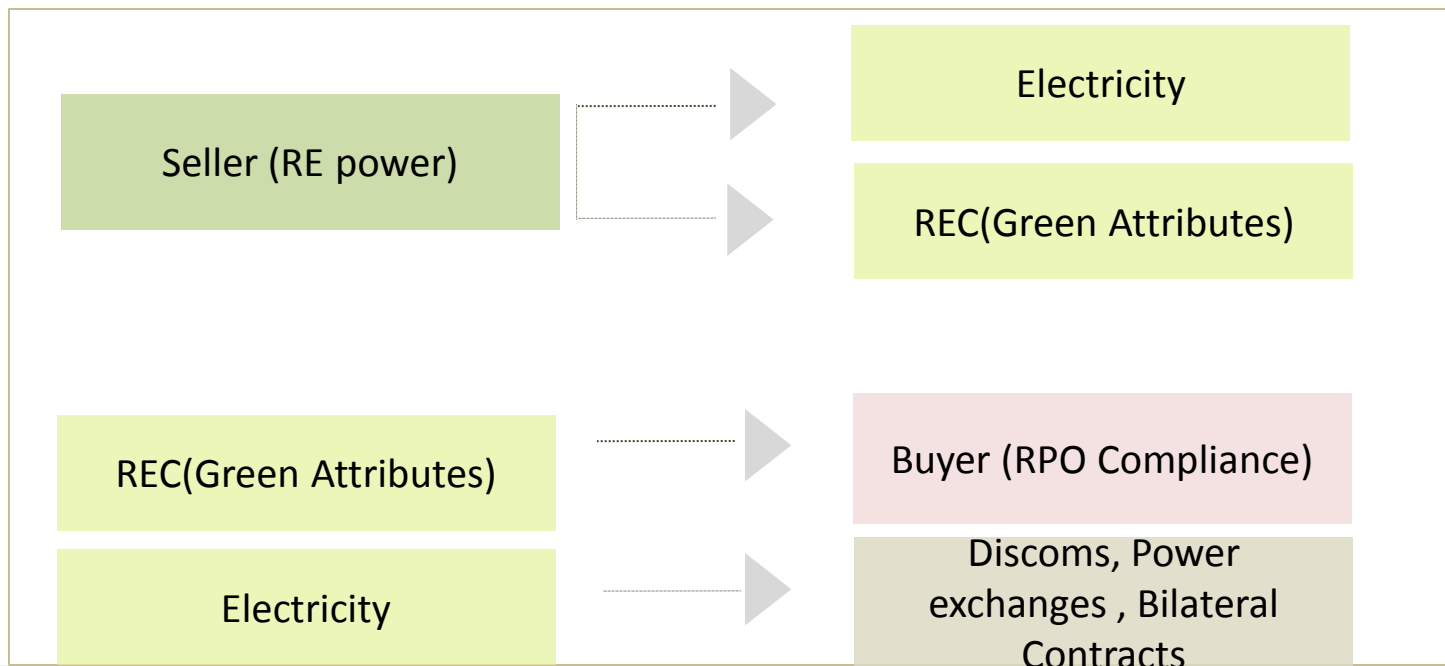 Electricity
Seller (RE power)
REC(Green Attributes)
REC(Green Attributes)
Buyer (RPO Compliance)
Electricity
Discoms, Power
exchanges , Bilateral
Contracts